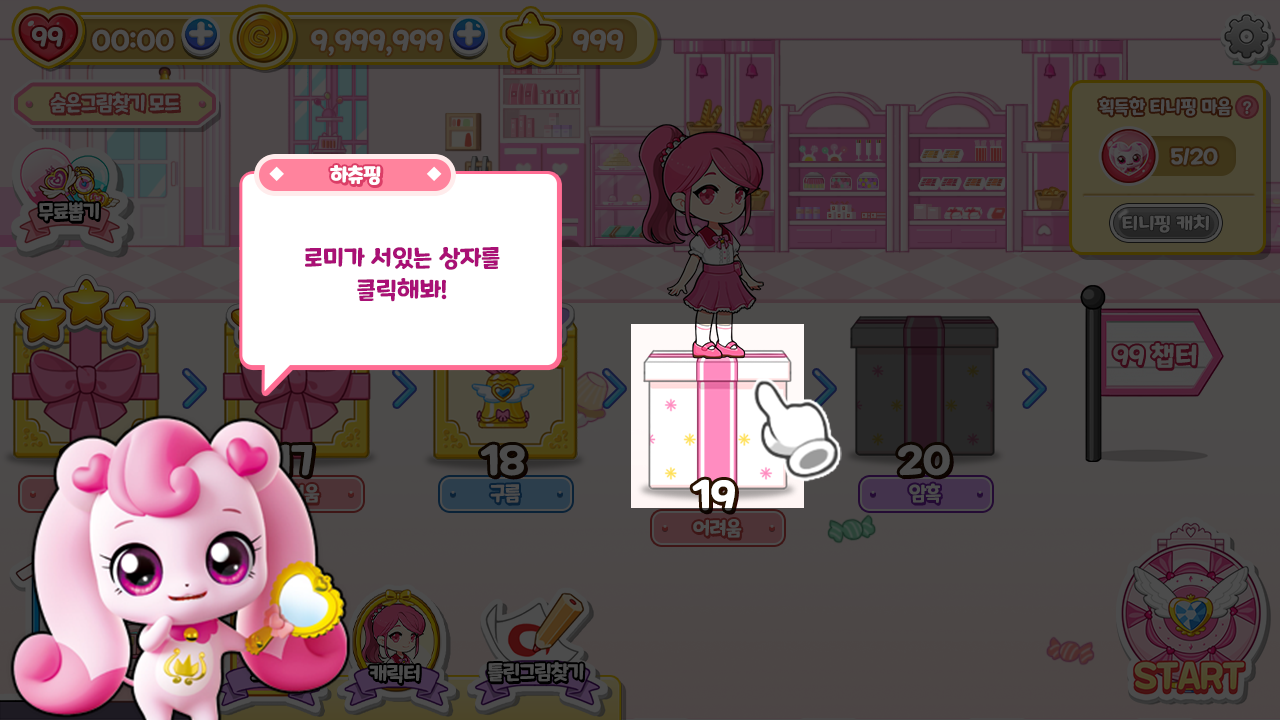 99
00:00
G
9,999,999
999
숨은그림찾기 모드
획득한 티니핑 마음 ?
5/20
티니핑 캐치
무료뽑기
하츄핑
로미가 서있는 상자를
클릭해봐!
99 챕터
17
18
구름
19
어려움
20
암흑
캐릭터
틀린그림찾기
START